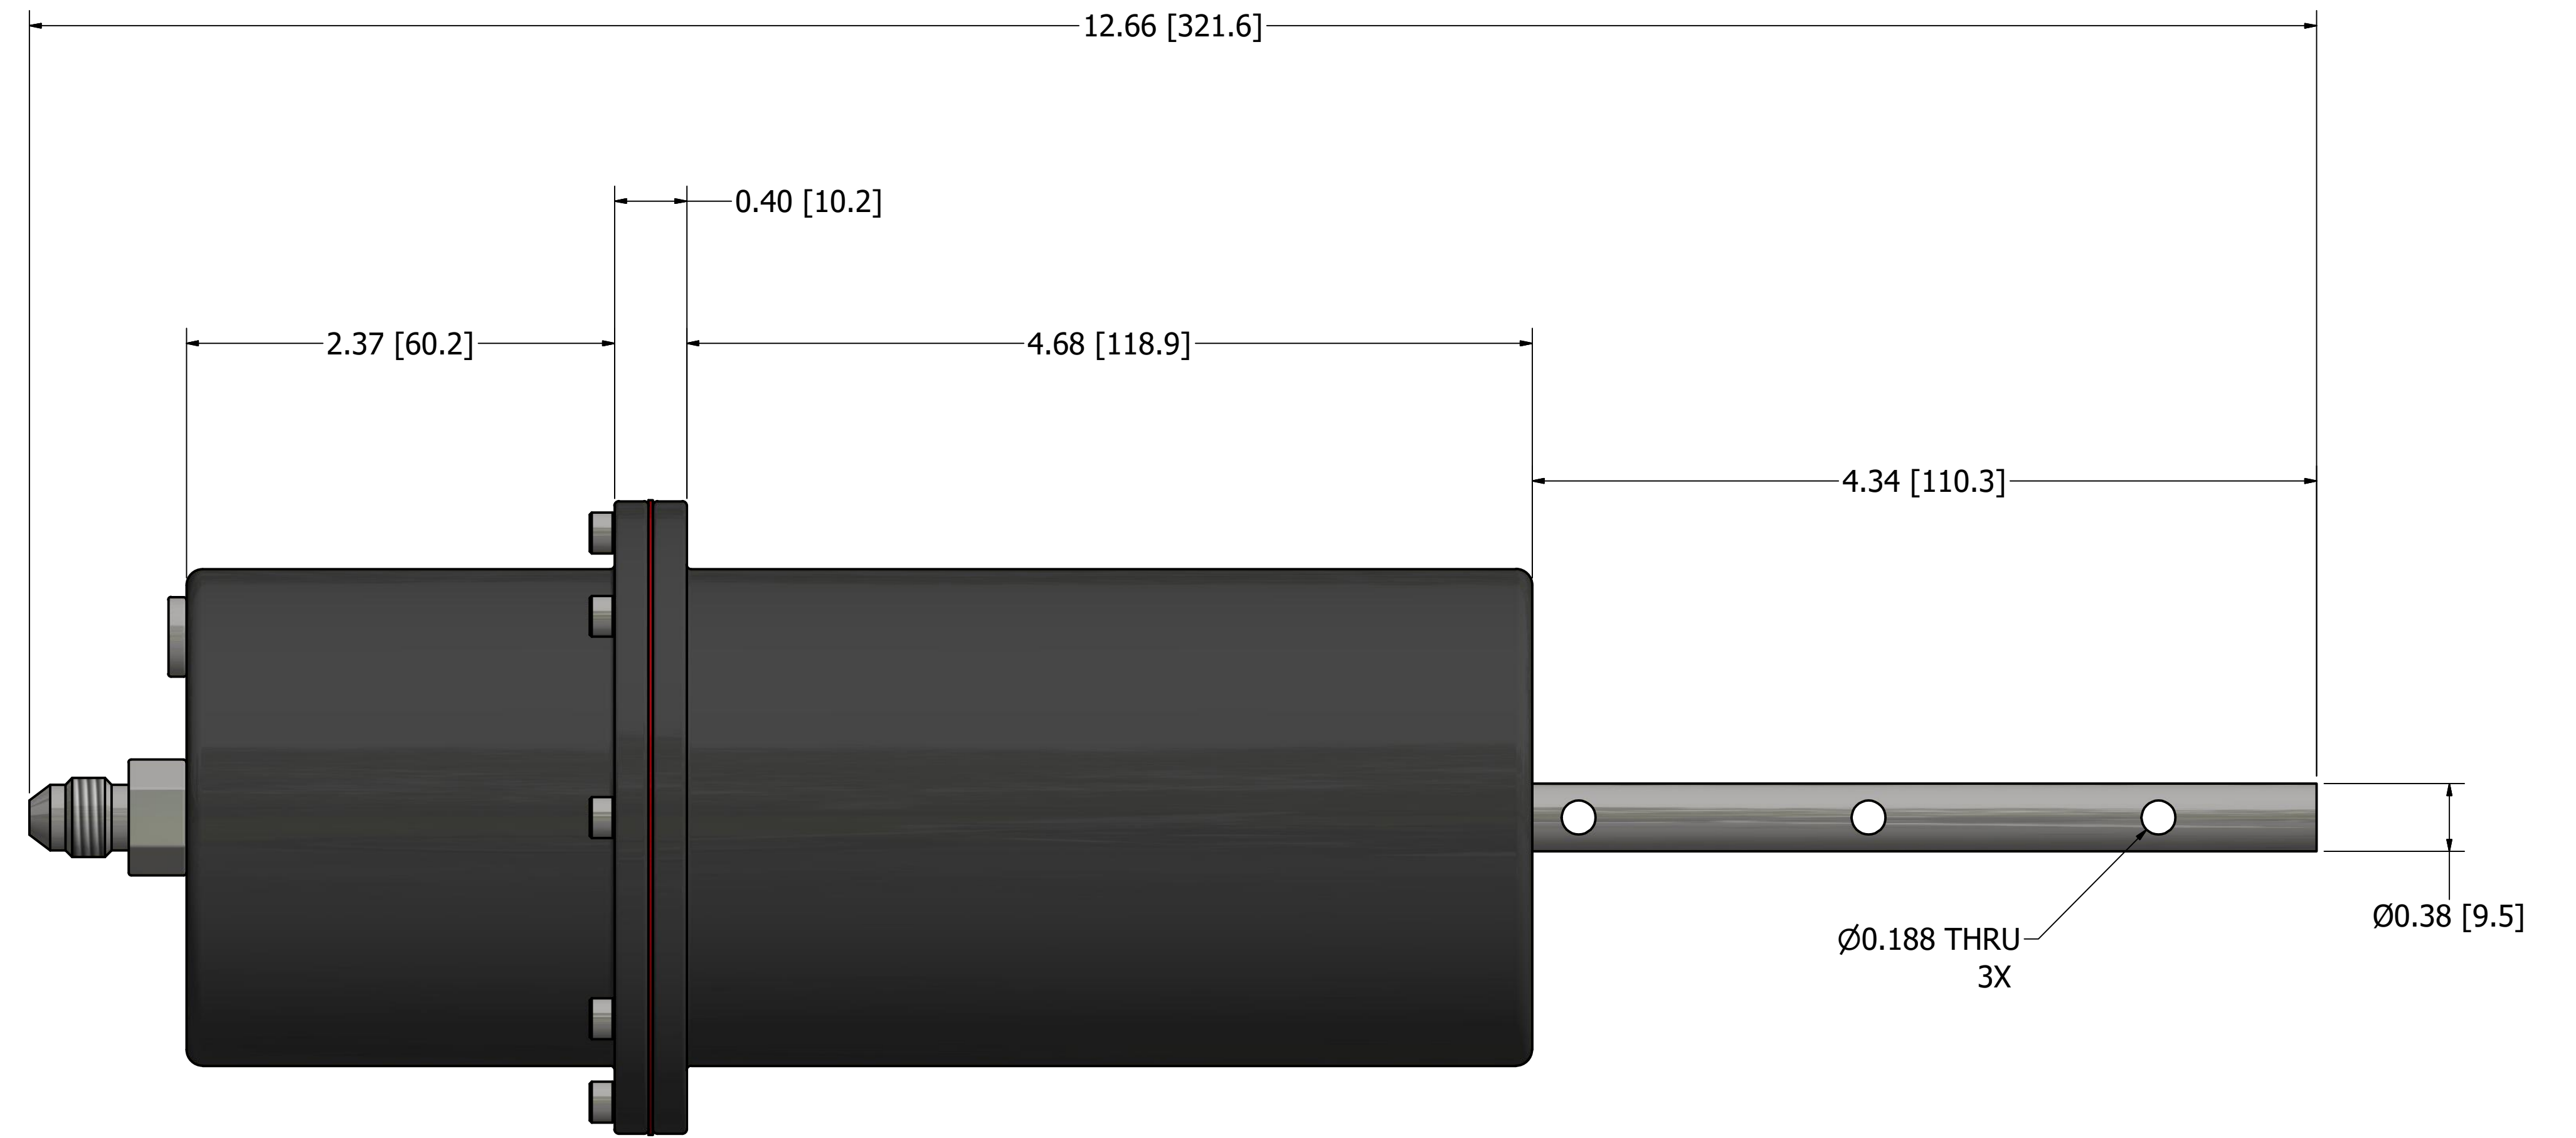 12.66 [321.6]
0.40 [10.2]
2.37 [60.2]
4.68 [118.9]
4.34 [110.3]
Ø0.38 [9.5]
Ø0.188 THRU
3X